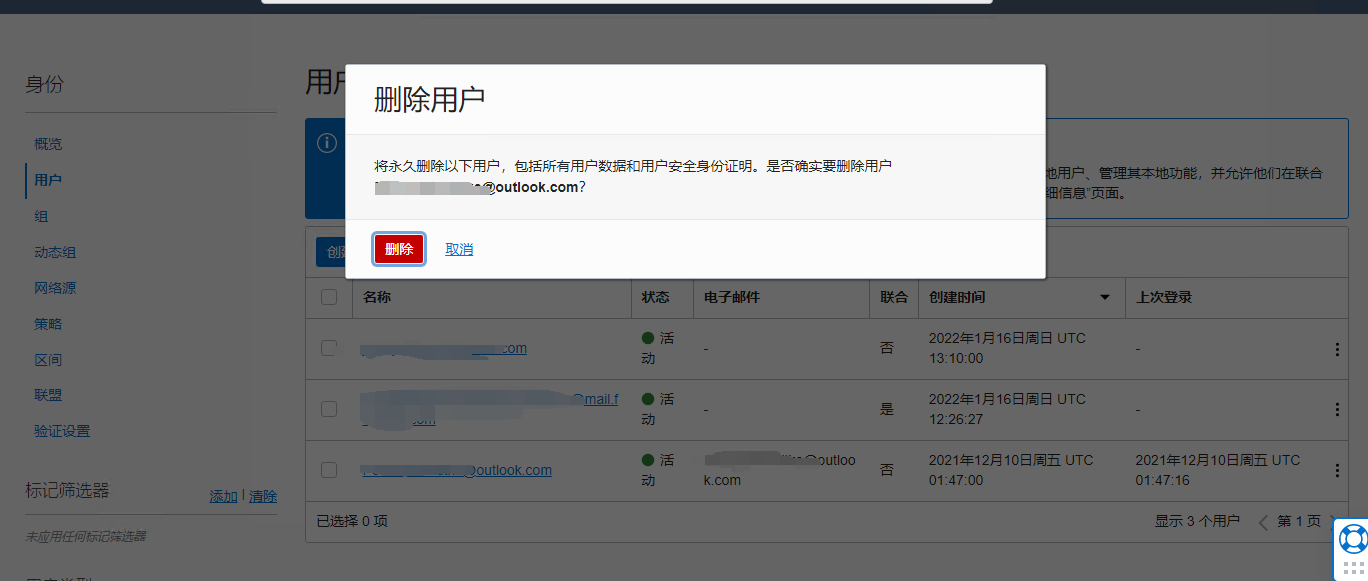 身份
概览
用户
组
动态组
网络源
策略
区间
联盟
验证设置
标记筛选器
添加 | 清除
未应用任何标记筛选器
用户
删除用户
将永久删除以下用户，包括所有用户数据和用户安全身份证明。是否确实要删除用户
@outlook.com?
删除
取消
地用户、管理其本地功能，并允许他们在联合
细信息”页面。
创建
名称
状态
电子邮件
联合
创建时间
上次登录
.com
活
动
-
否
2022年1月16日周日 UTC
13:10:00
-
@mail.f
.com
活
动
-
是
2022年1月16日周日 UTC
12:26:27
-
@outlook.com
活
动
@outloo
k.com
否
2021年12月10日周五 UTC
01:47:00
2021年12月10日周五 UTC
01:47:16
已选择 0 项
显示 3 个用户
第 1 页